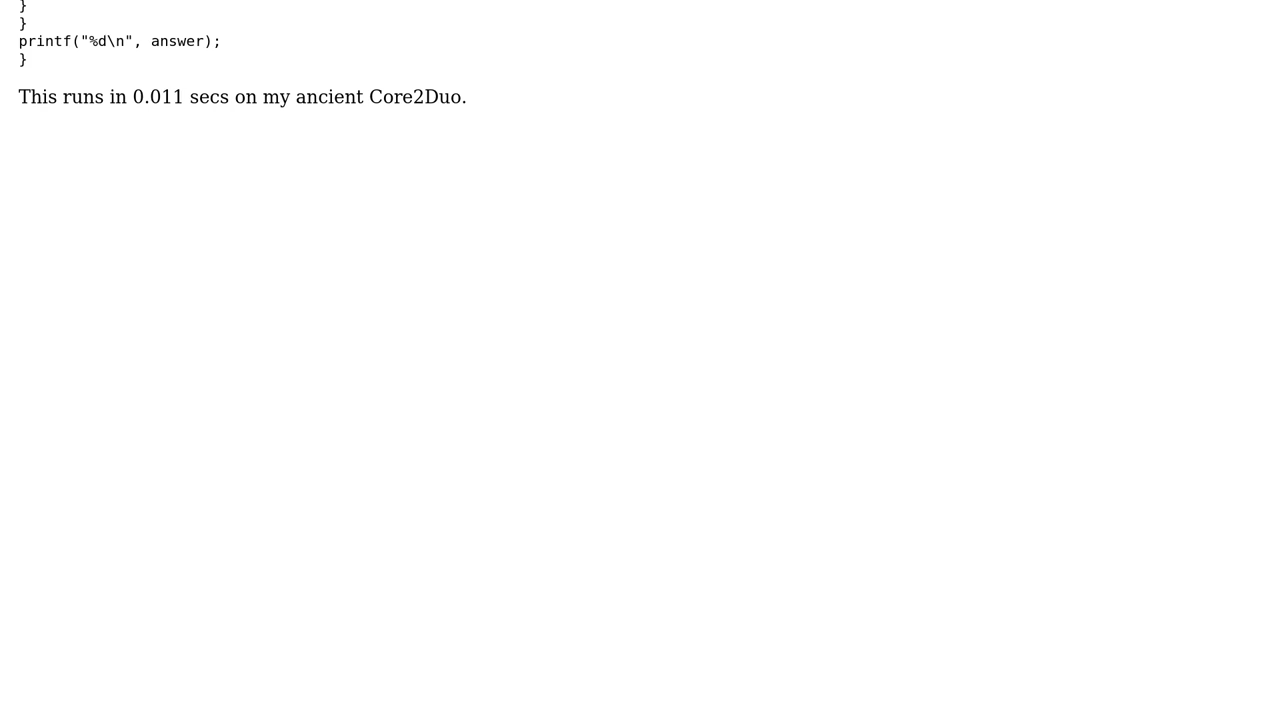 }
}
printf("%d\n", answer);
}
This runs in 0.011 secs on my ancient Core2Duo.